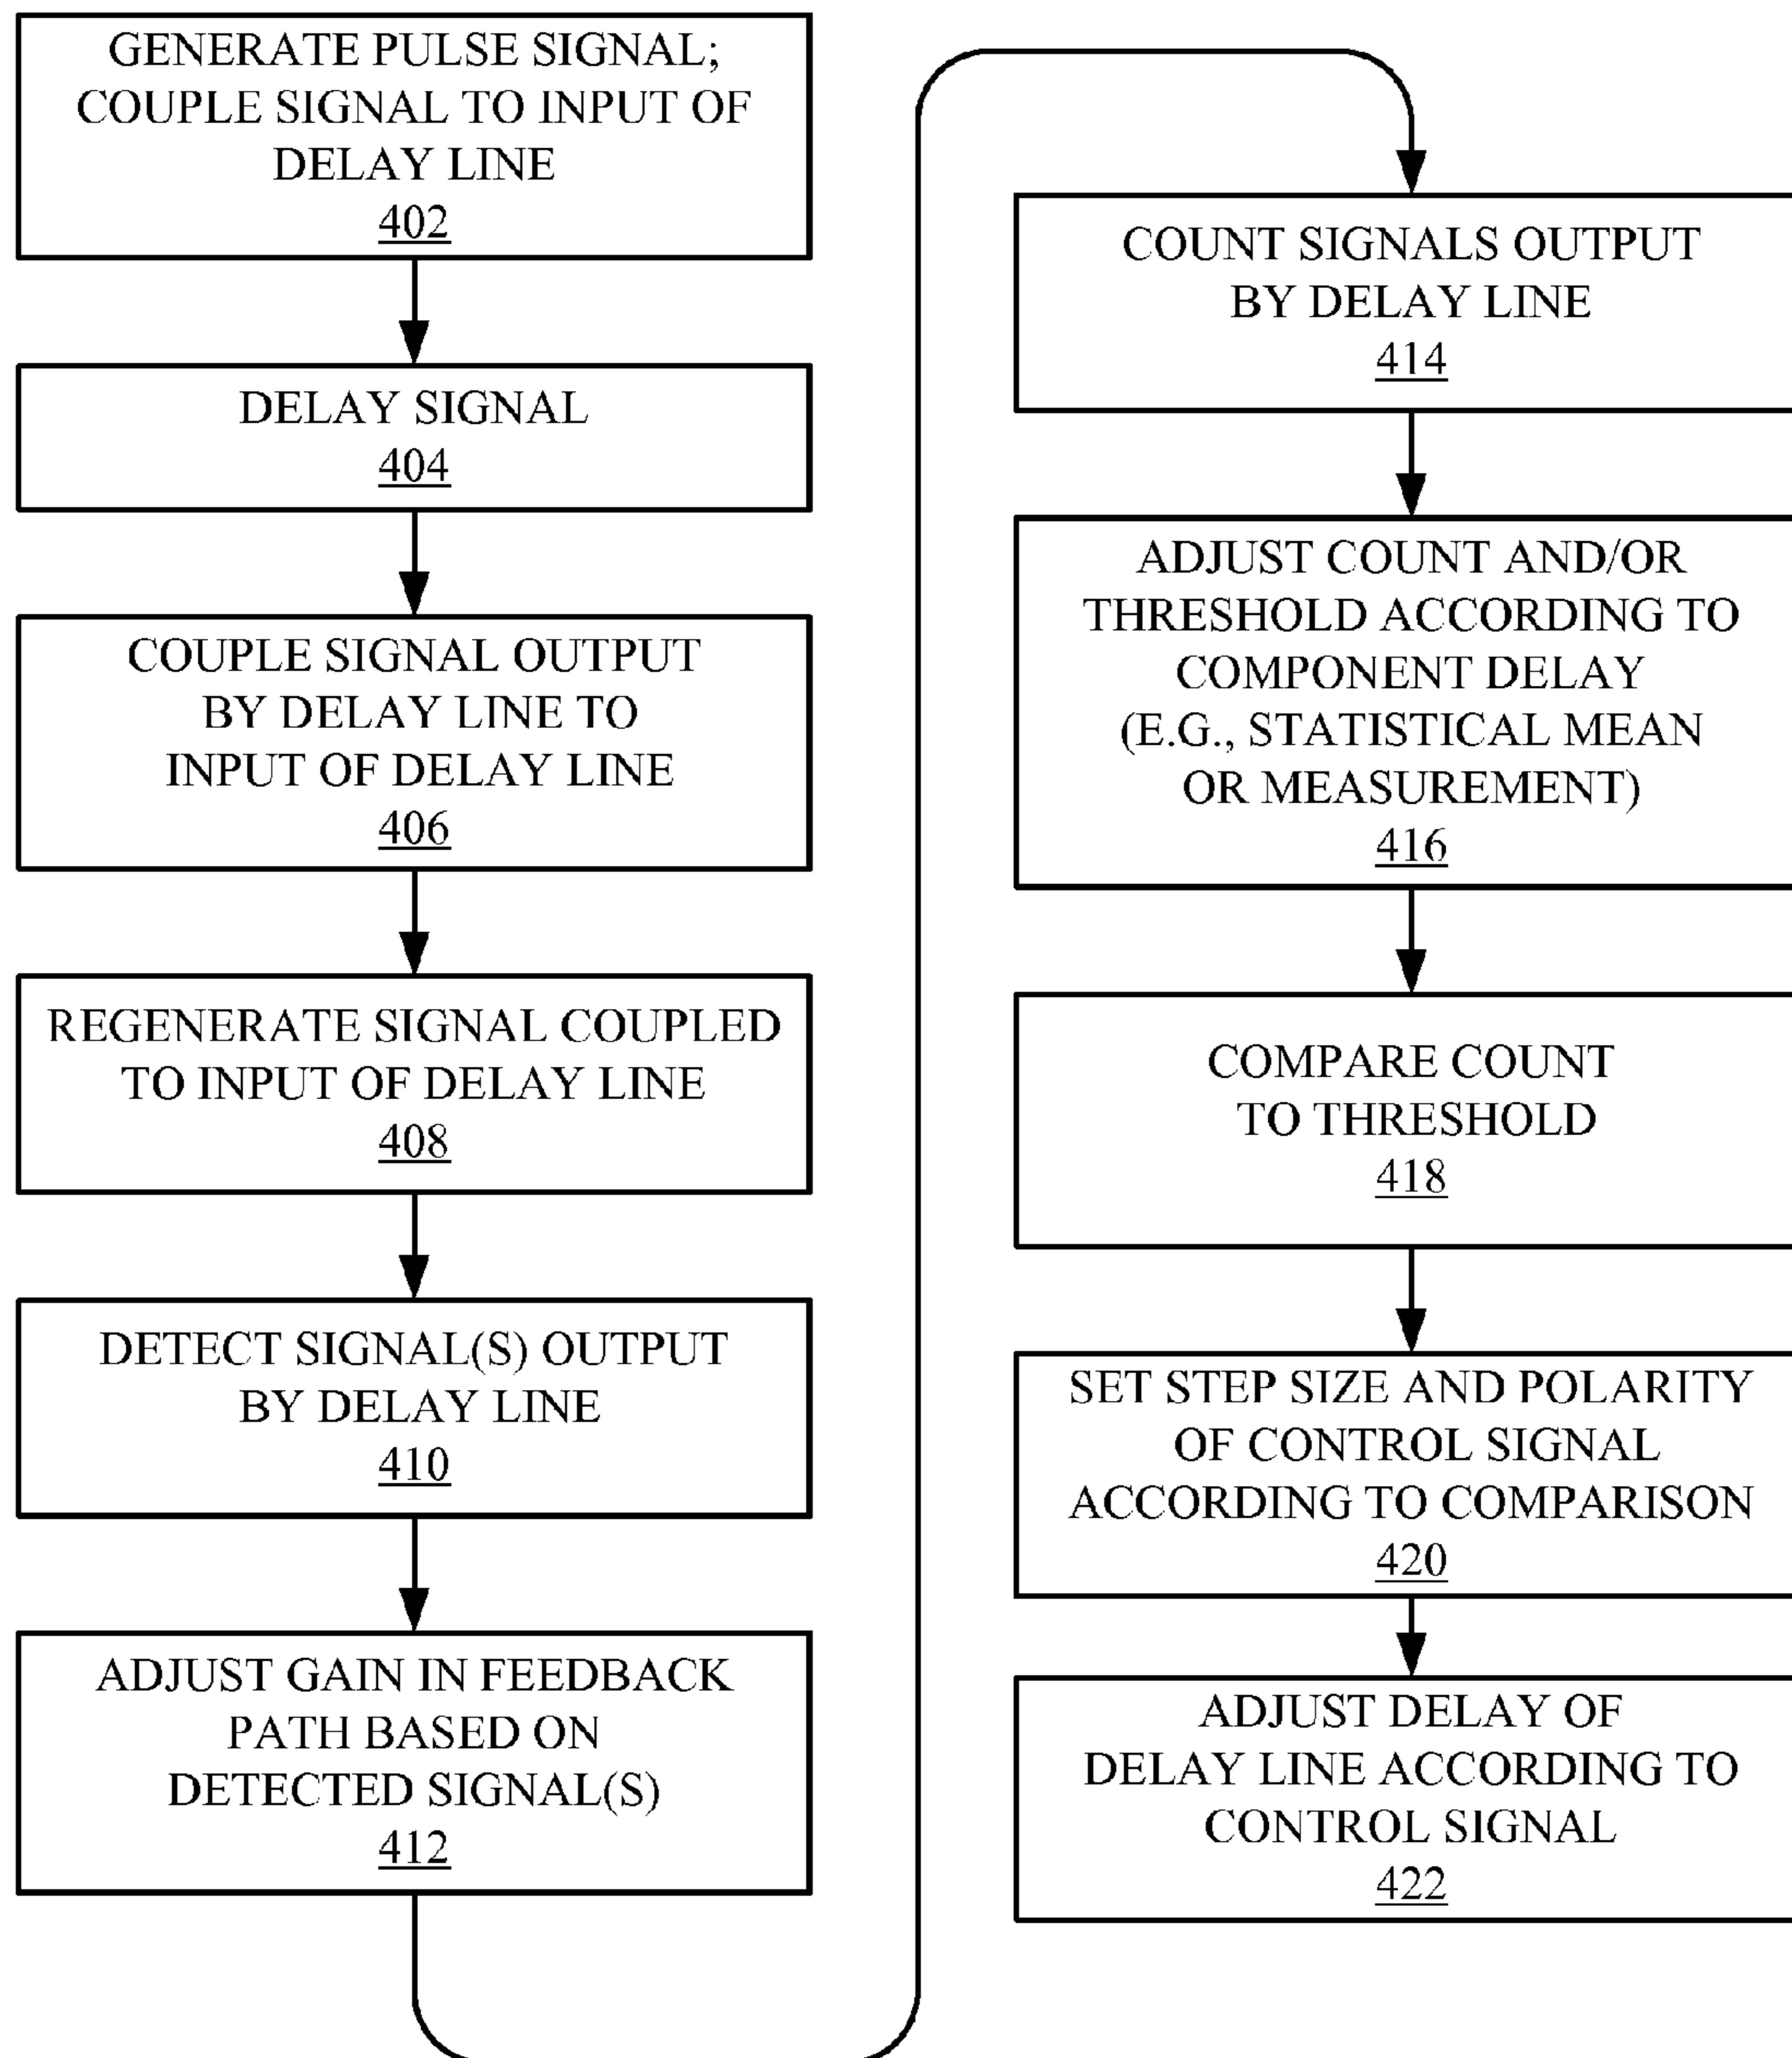 GENERATE PULSE SIGNAL;
COUPLE SIGNAL TO INPUT OF
DELAY LINE
402
DELAY SIGNAL
404
COUPLE SIGNAL OUTPUT
BY DELAY LINE TO
INPUT OF DELAY LINE
406
REGENERATE SIGNAL COUPLED
TO INPUT OF DELAY LINE
408
DETECT SIGNAL(S) OUTPUT
BY DELAY LINE
410
ADJUST GAIN IN FEEDBACK
PATH BASED ON
DETECTED SIGNAL(S)
412
COUNT SIGNALS OUTPUT
BY DELAY LINE
414
ADJUST COUNT AND/OR
THRESHOLD ACCORDING TO
COMPONENT DELAY
(E.G., STATISTICAL MEAN
OR MEASUREMENT)
416
COMPARE COUNT
TO THRESHOLD
418
SET STEP SIZE AND POLARITY
OF CONTROL SIGNAL
ACCORDING TO COMPARISON
420
ADJUST DELAY OF
DELAY LINE ACCORDING TO
CONTROL SIGNAL
422